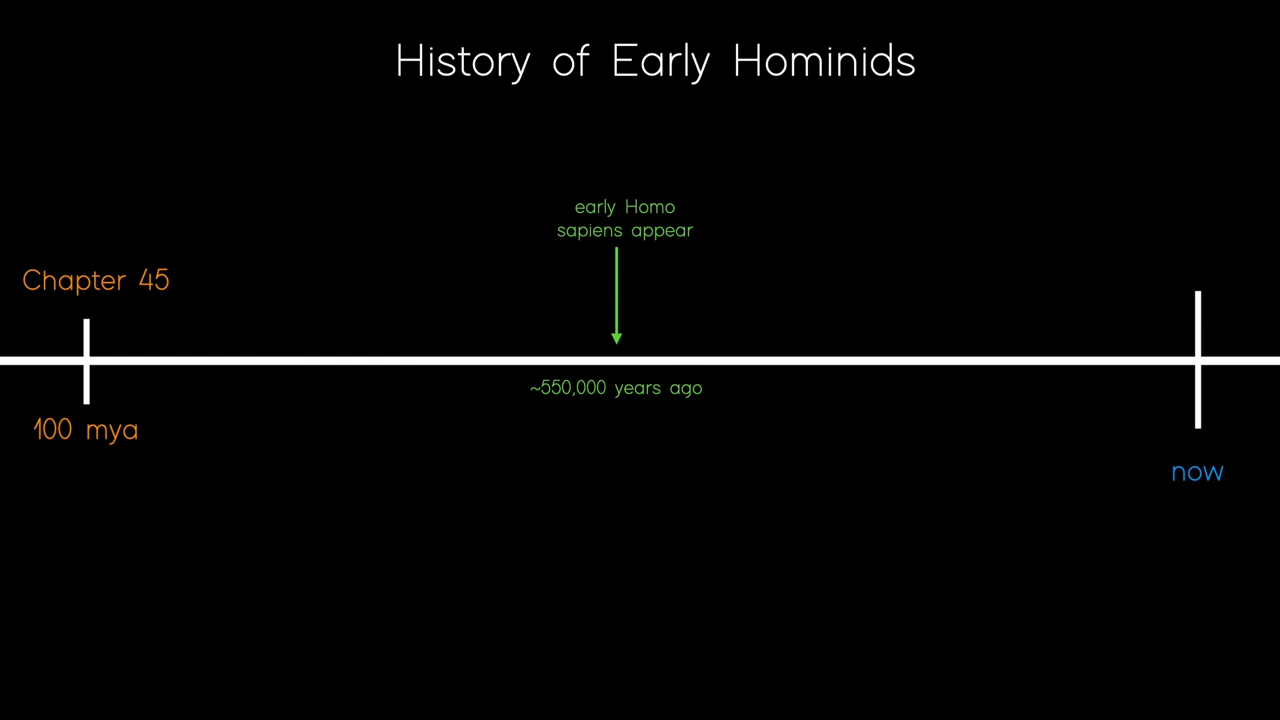 History of Early Hominids
early Homo
sapiens appear
Chapter 45
~550,000 years ago
100 mya
now